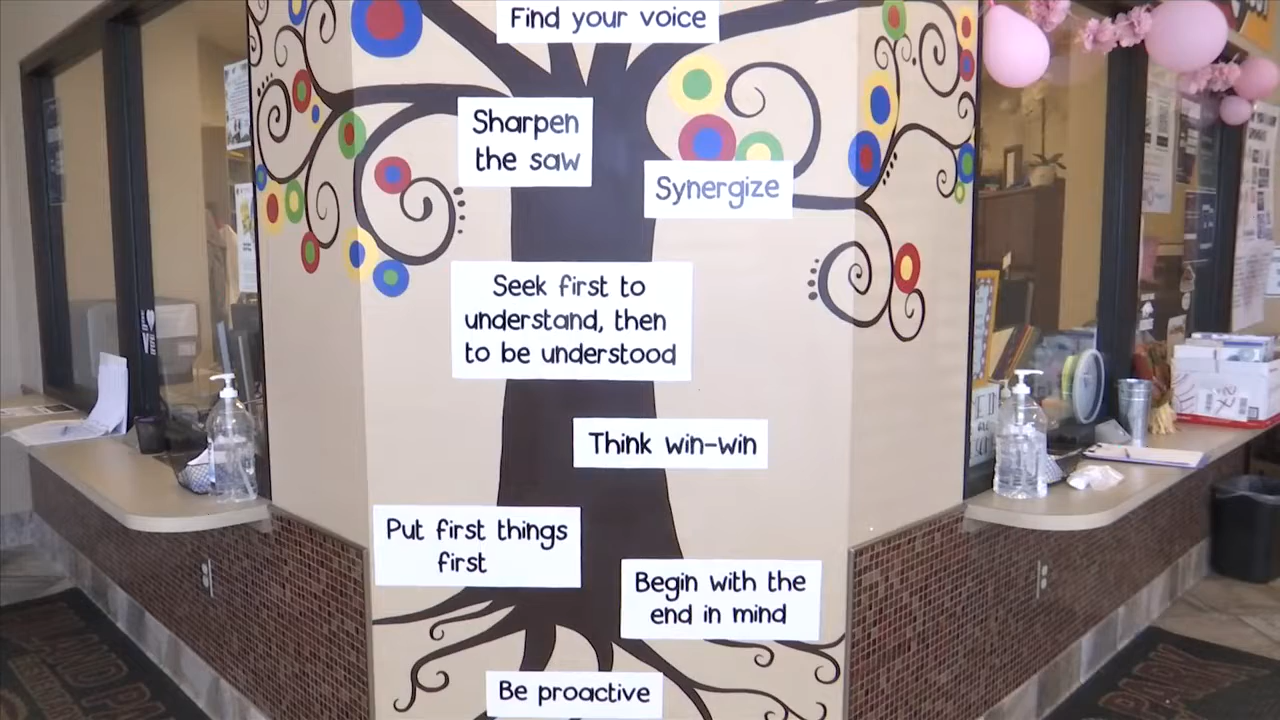 Find your voice
Sharpen
the saw
Synergize
Seek first to
understand, then
to be understood
Think win-win
Put first things
first
Begin with the
end in mind
Be proactive
PARK